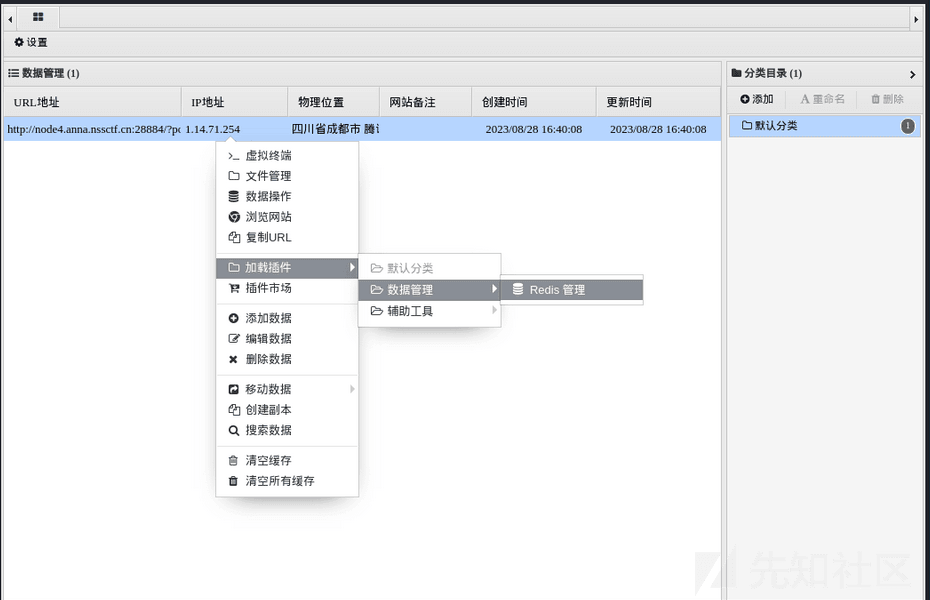 设置
数据管理 (1)
分类目录 (1)
URL地址 IP地址 物理位置 网站备注 创建时间 更新时间
添加 重命名 删除
http://node4.anna.nssctf.cn:28884/?pc 1.14.71.254 四川省成都市 腾讠 2023/08/28 16:40:08 2023/08/28 16:40:08
默认分类 1
虚拟终端
文件管理
数据操作
浏览网站
复制URL
加载插件
默认分类
插件市场
数据管理
Redis 管理
辅助工具
添加数据
编辑数据
删除数据
移动数据
创建副本
搜索数据
清空缓存
清空所有缓存
先知社区